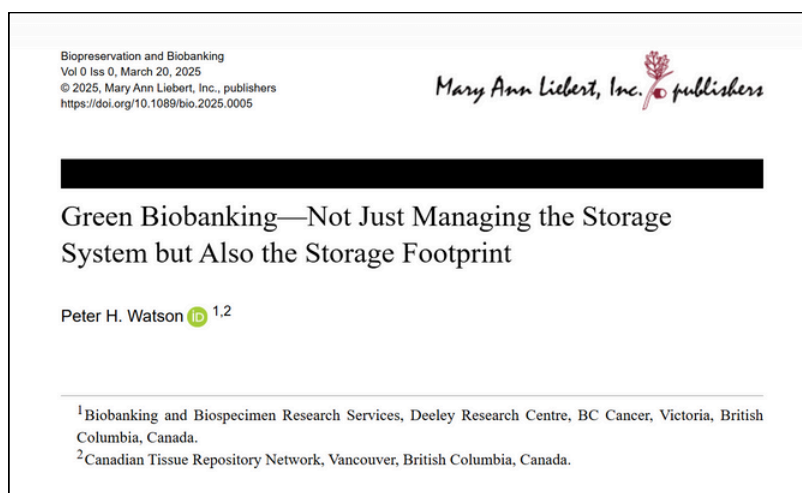 Biopreservation and Biobanking
Vol 0 Iss 0, March 20, 2025
© 2025, Mary Ann Liebert, Inc., publishers
https://doi.org/10.1089/bio.2025.0005
Mary Ann Liebert, Inc. publishers
Green Biobanking—Not Just Managing the Storage
System but Also the Storage Footprint
Peter H. Watson iD 1,2
1Biobanking and Biospecimen Research Services, Deeley Research Centre, BC Cancer, Victoria, British
Columbia, Canada.
2Canadian Tissue Repository Network, Vancouver, British Columbia, Canada.